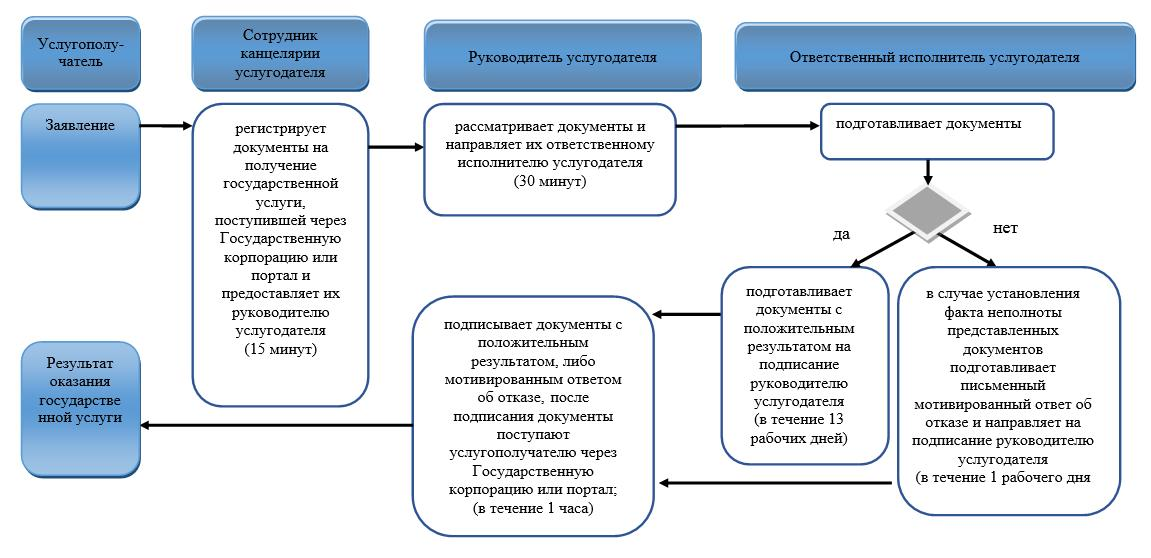 Услугополу-
чатель
Сотрудник
канцелярии
услугодателя
Руководитель услугодателя
Ответственный исполнитель услугодателя
Заявление
регистрирует
документы на
получение
государственной
услуги,
поступившей через
Государственную
корпорацию или
портал и
предоставляет их
руководителю
услугодателя
(15 минут)
рассматривает документы и
направляет их ответственному
исполнителю услугодателя
(30 минут)
подготавливает документы
да
нет
подготавливает
документы с
положительным
результатом на
подписание
руководителю
услугодателя
(в течение 13
рабочих дней)
в случае установления
факта неполноты
представленных
документов
подготавливает
письменный
мотивированный ответ об
отказе и направляет на
подписание руководителю
услугодателя
(в течение 1 рабочего дня
подписывает документы с
положительным
результатом, либо
мотивированным ответом
об отказе, после
подписания документы
поступают
услугополучателю через
Государственную
корпорацию или портал;
(в течение 1 часа)
Результат
оказания
государстве
нной услуги